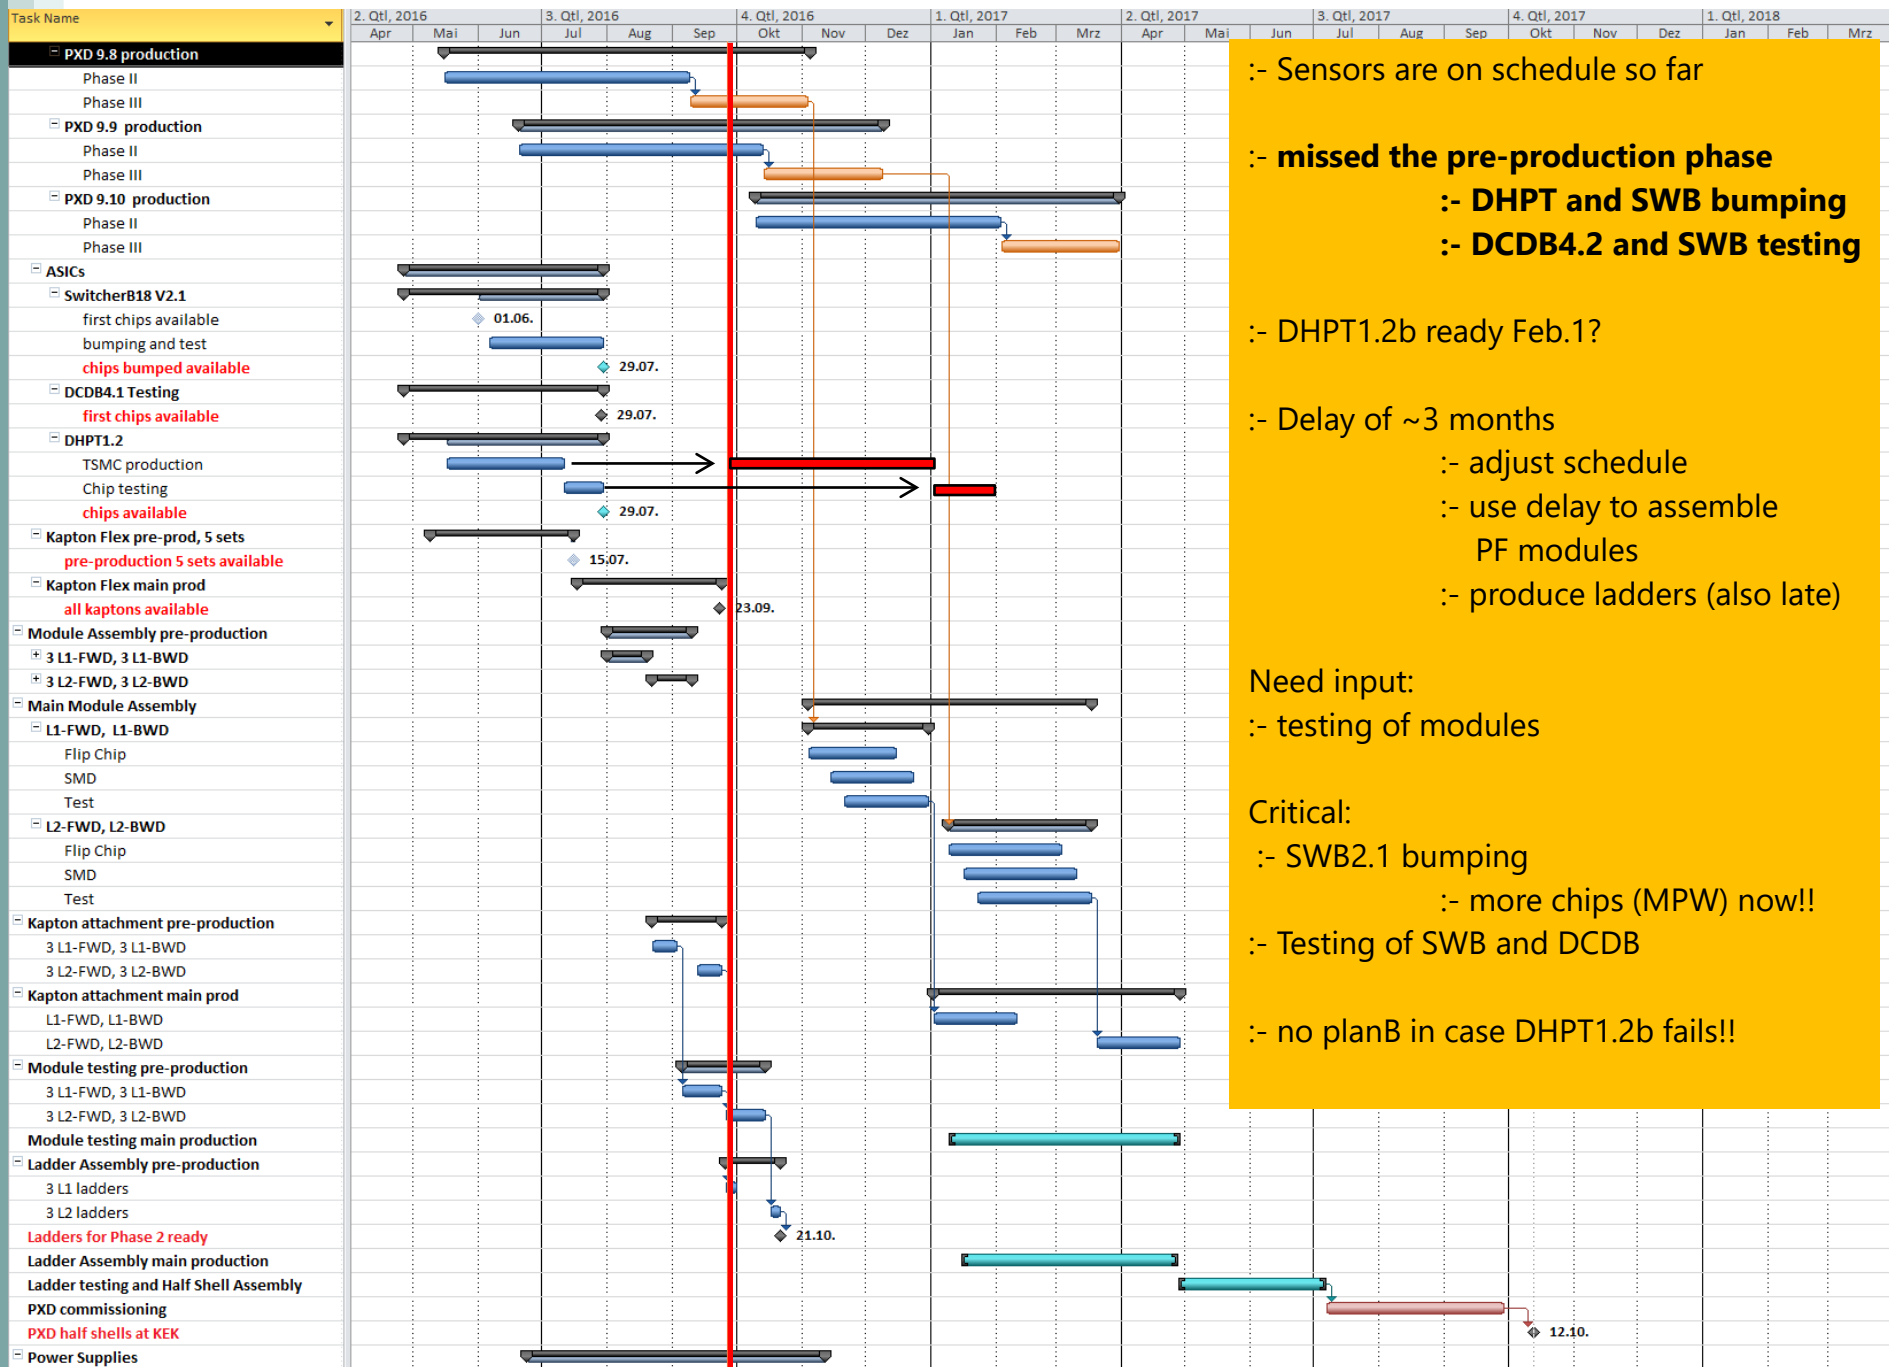 Task Name
2. Qtl, 2016 3. Qtl, 2016 4. Qtl, 2016 1. Qtl, 2017 2. Qtl, 2017 3. Qtl, 2017 4. Qtl, 2017 1. Qtl, 2018
Apr Mai Jun Jul Aug Sep Okt Nov Dez Jan Feb Mrz Apr Mai Jun Jul Aug Sep Okt Nov Dez Jan Feb Mrz
PXD 9.8 production
Phase II
Phase III
PXD 9.9 production
Phase II
Phase III
PXD 9.10 production
Phase II
Phase III
ASICs
SwitcherB18 V2.1
first chips available 01.06.
bumping and test
chips bumped available 29.07.
DCDB4.1 Testing
first chips available 29.07.
DHPT1.2
TSMC production
Chip testing
chips available 29.07.
Kapton Flex pre-prod, 5 sets
pre-production 5 sets available 15.07.
Kapton Flex main prod
all kaptons available 23.09.
Module Assembly pre-production
3 L1-FWD, 3 L1-BWD
3 L2-FWD, 3 L2-BWD
Main Module Assembly
L1-FWD, L1-BWD
Flip Chip
SMD
Test
L2-FWD, L2-BWD
Flip Chip
SMD
Test
Kapton attachment pre-production
3 L1-FWD, 3 L1-BWD
3 L2-FWD, 3 L2-BWD
Kapton attachment main prod
L1-FWD, L1-BWD
L2-FWD, L2-BWD
Module testing pre-production
3 L1-FWD, 3 L1-BWD
3 L2-FWD, 3 L2-BWD
Module testing main production
Ladder Assembly pre-production
3 L1 ladders
3 L2 ladders
Ladders for Phase 2 ready 21.10.
Ladder Assembly main production
Ladder testing and Half Shell Assembly
PXD commissioning
PXD half shells at KEK 12.10.
Power Supplies
:- Sensors are on schedule so far
:- missed the pre-production phase
:- DHPT and SWB bumping
:- DCDB4.2 and SWB testing
:- DHPT1.2b ready Feb.1?
:- Delay of ~3 months
:- adjust schedule
:- use delay to assemble
PF modules
:- produce ladders (also late)
Need input:
:- testing of modules
Critical:
:- SWB2.1 bumping
:- more chips (MPW) now!!
:- Testing of SWB and DCDB
:- no planB in case DHPT1.2b fails!!